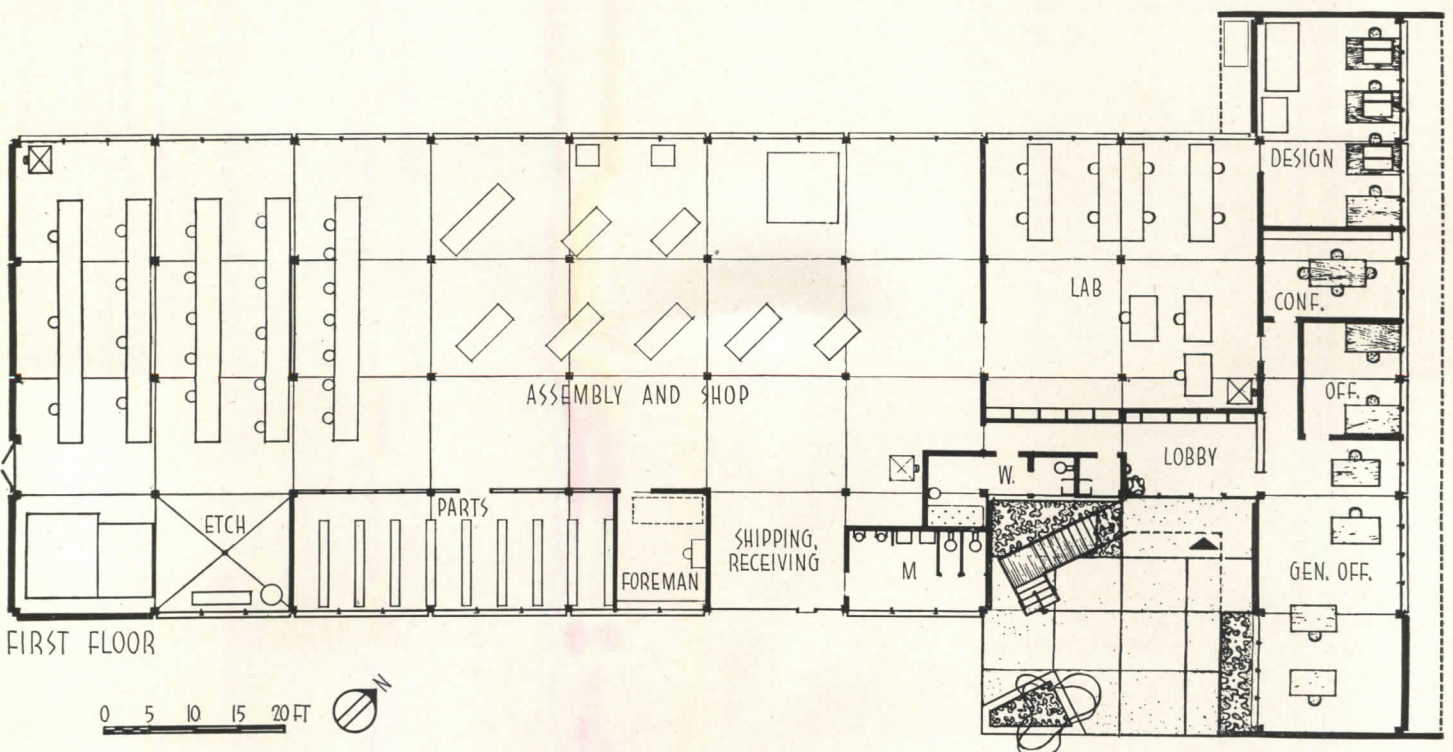 DESIGN
CONF.
LAB
OFF.
ASSEMBLY AND SHOP
LOBBY
W.
PARTS
ETCH
SHIPPING,
RECEIVING
FOREMAN
M
GEN. OFF.
FIRST FLOOR
N
0 5 10 15 20 FT